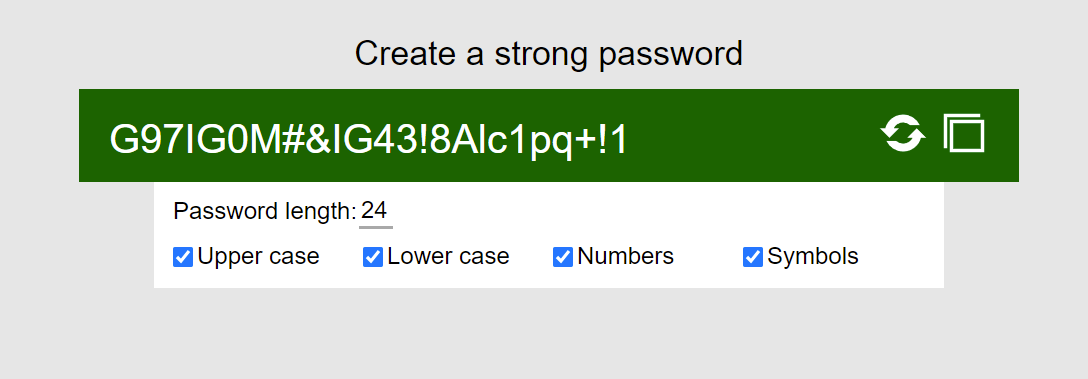 Create a strong password
G97IG0M#&IG43!8Alc1pq+!1
Password length: 24
Upper case Lower case Numbers Symbols